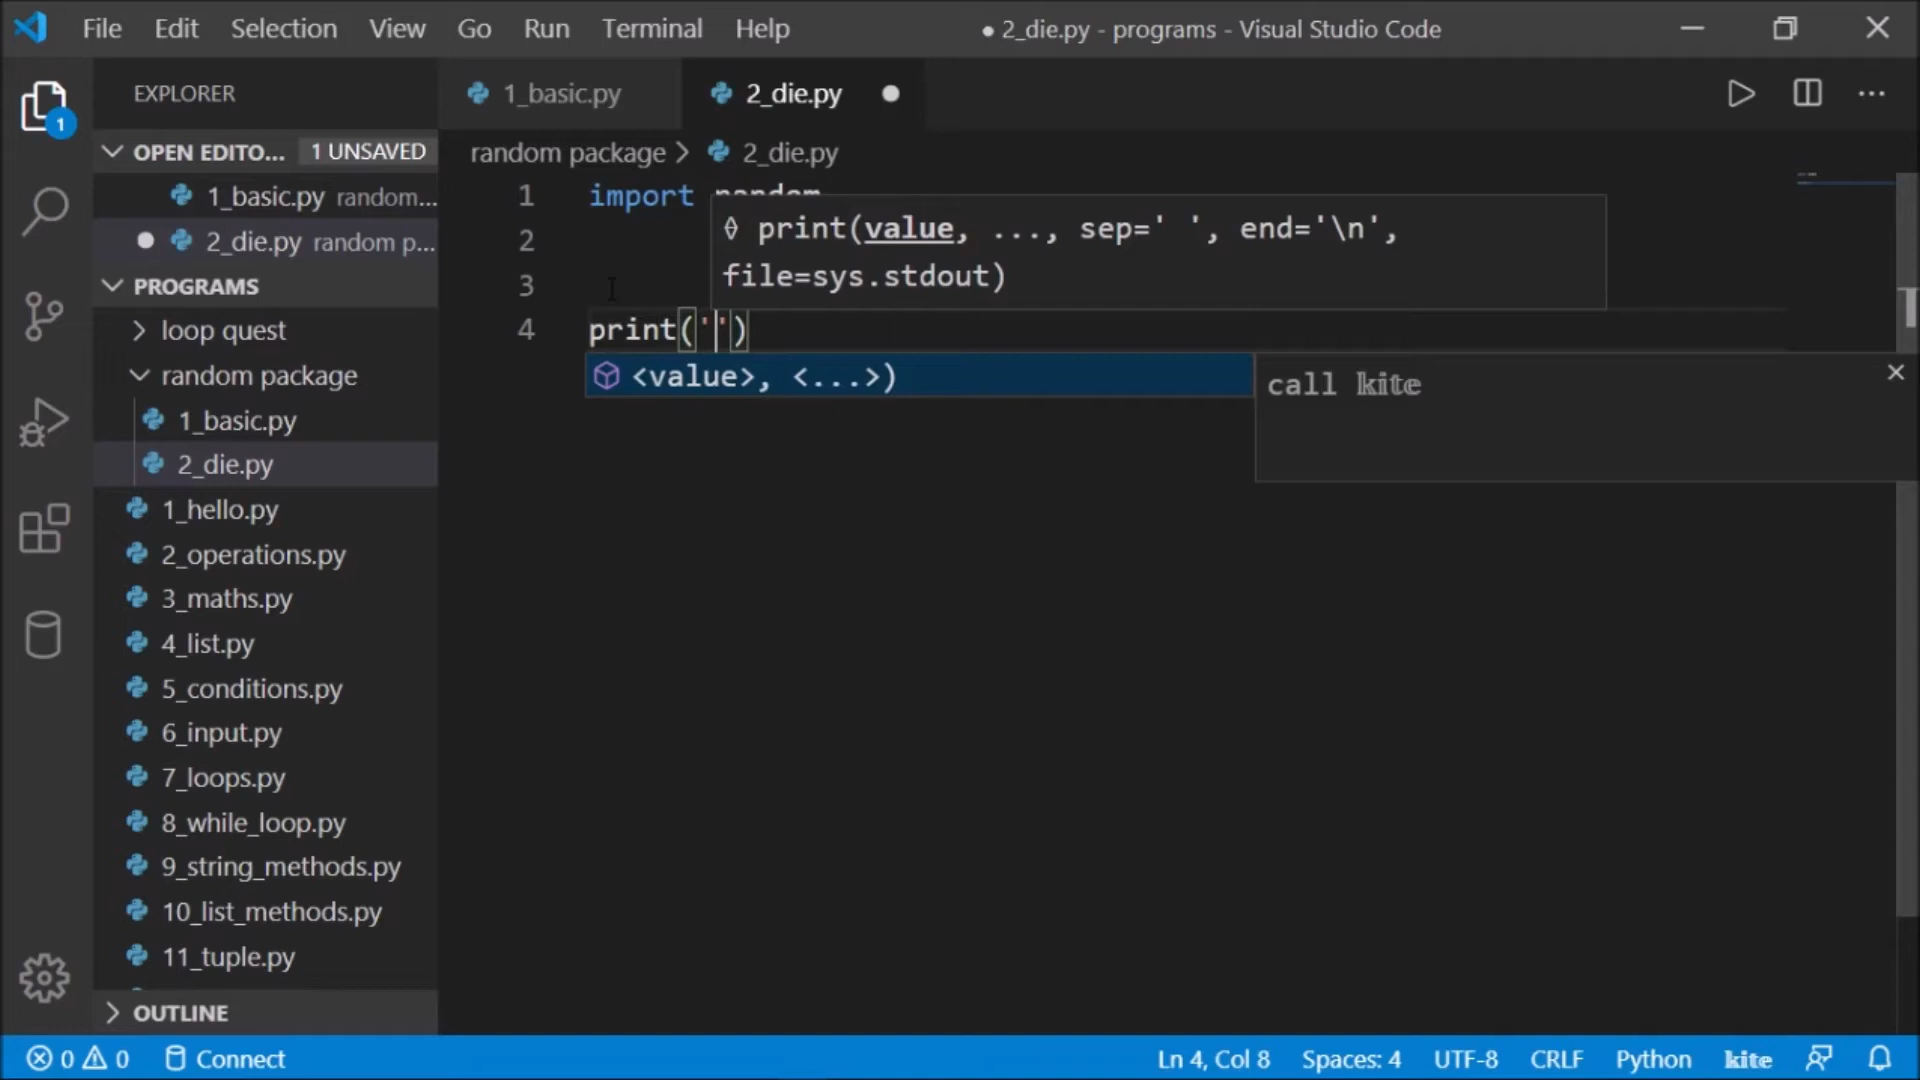 File Edit Selection View Go Run Terminal Help ● 2_die.py - programs - Visual Studio Code
EXPLORER
1
OPEN EDITO... 1 UNSAVED
1_basic.py random...
2_die.py random p...
PROGRAMS
loop quest
random package
1_basic.py
2_die.py
1_hello.py
2_operations.py
3_maths.py
4_list.py
5_conditions.py
6_input.py
7_loops.py
8_while_loop.py
9_string_methods.py
10_list_methods.py
11_tuple.py
OUTLINE
1_basic.py 2_die.py
random package > 2_die.py
1 import random
2
3
4 print('')
print(value, ..., sep=' ', end='\n',
file=sys.stdout)
<value>, <...>)
call kite
0 0 Connect Ln 4, Col 8 Spaces: 4 UTF-8 CRLF Python kite